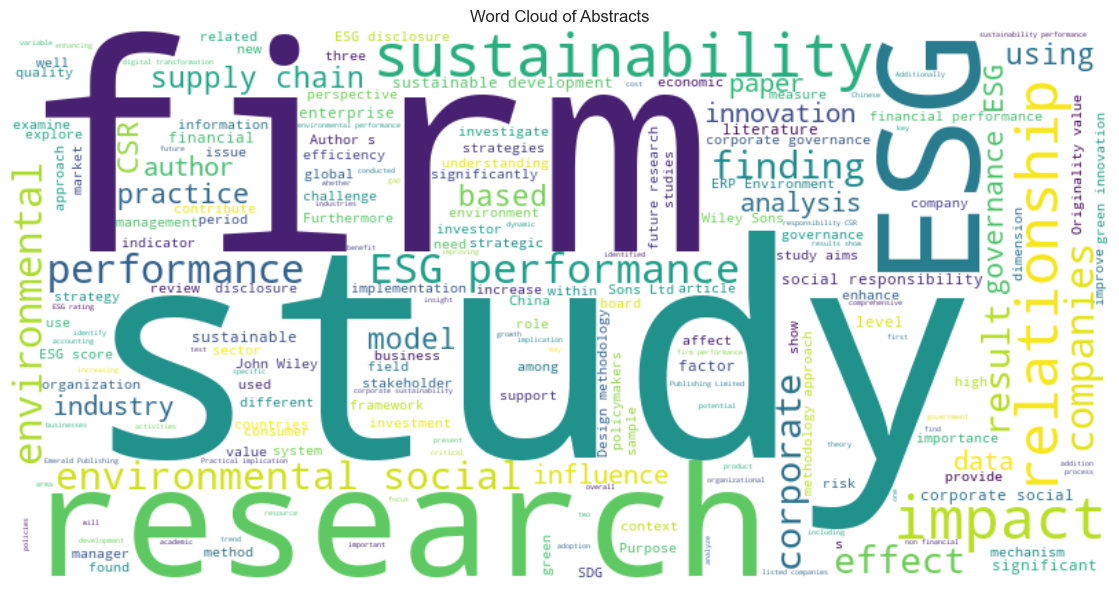 Word Cloud of Abstracts
variable
enhancing
related
new
ESG disclosure
three
sustainability
sustainability performance
well
quality
digital transformation
supply chain
sustainable development
economic
cost
paper
measure
Additionally
Chinese
using
firm
ESG
perspective
enterprise
environmental performance
innovation
financial performance
key
examine
explore
information
financial
Author s
efficiency
investigate
strategies
literature
corporate governance
CSR
issue
future
author
global
whether
conducted
understanding
significantly
gap
challenge
industries
future research
studies
finding
ERP Environment
approach
market
practice
contribute
period
management
Furthermore
based
environment
dynamic
Wiley Sons
analysis
responsibility CSR
company
governance
results show
study aims
indicator
benefit
investor
need
strategic
improving
identified
environmental
relationship
result
governance ESG
companies
Originality value
dimension
improve
green innovation
performance
ESG performance
social responsibility
review
disclosure
implementation
increase
within
Sons Ltd
article
China
board
enhance
comprehensive
strategy
ESG rating
insight
use
identify
accounting
study
sustainable
test
sector
model
role
growth
implication
may
affect
firm performance
show
level
first
ESG score
increasing
John Wiley
specific
business
field
stakeholder
corporate sustainability
among
factor
Publishing Limited
organization
used
different
support
potential
high
industry
framework
investment
Design methodology
policymakers
sample
corporate
methodology approach
government
businesses
activities
countries
consumer
present
critical
theory
find
importance
Emerald Publishing
Practical implication
value
system
data
addition
process
provide
area
environmental social
influence
product
organizational
risk
one
corporate social
research
focus
overall
resource
two
including
impact
policies
will
development
trend
academic
important
context
Purpose
analyze
s
non financial
manager
found
method
green
adoption
SDG
listed companies
effect
mechanism
significant